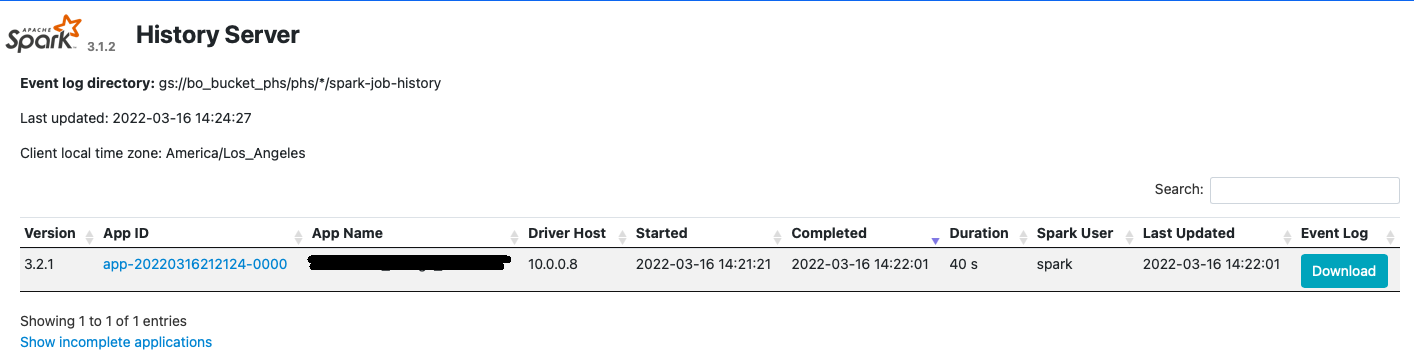 APACHE Spark 3.1.2 History Server
Event log directory: gs://bo_bucket_phs/phs/*/spark-job-history
Last updated: 2022-03-16 14:24:27
Client local time zone: America/Los_Angeles
Search:
Version App ID App Name Driver Host Started Completed Duration Spark User Last Updated Event Log
3.2.1 app-20220316212124-0000 10.0.0.8 2022-03-16 14:21:21 2022-03-16 14:22:01 40 s spark 2022-03-16 14:22:01 Download
Showing 1 to 1 of 1 entries
Show incomplete applications